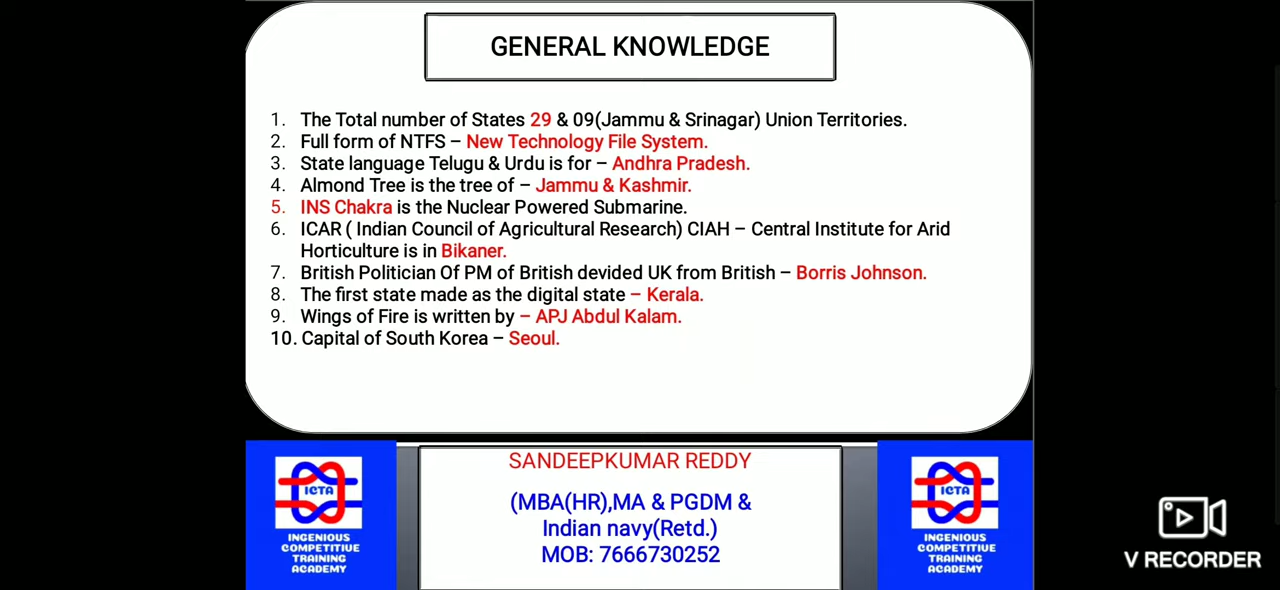 GENERAL KNOWLEDGE
1. The Total number of States 29 & 09(Jammu & Srinagar) Union Territories.
2. Full form of NTFS – New Technology File System.
3. State language Telugu & Urdu is for – Andhra Pradesh.
4. Almond Tree is the tree of – Jammu & Kashmir.
5. INS Chakra is the Nuclear Powered Submarine.
6. ICAR ( Indian Council of Agricultural Research) CIAH – Central Institute for Arid
Horticulture is in Bikaner.
7. British Politician Of PM of British devided UK from British – Borris Johnson.
8. The first state made as the digital state – Kerala.
9. Wings of Fire is written by – APJ Abdul Kalam.
10. Capital of South Korea – Seoul.
ICTA
INGENIOUS
COMPETITIUE
TRAINING
ACADEMY
SANDEEPKUMAR REDDY
(MBA(HR),MA & PGDM &
Indian navy(Retd.)
MOB: 7666730252
ICTA
INGENIOUS
COMPETITIUE
TRAINING
ACADEMY
V RECORDER